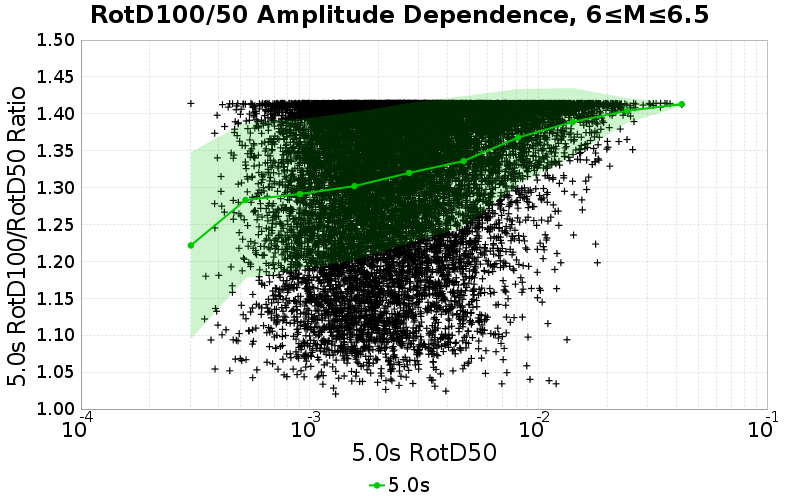 RotD100/50 Amplitude Dependence, 6≤M≤6.5
5.0s RotD100/RotD50 Ratio
1.50
1.45
1.40
1.35
1.30
1.25
1.20
1.15
1.10
1.05
1.00
10^-4 10^-3 10^-2 10^-1
5.0s RotD50
5.0s